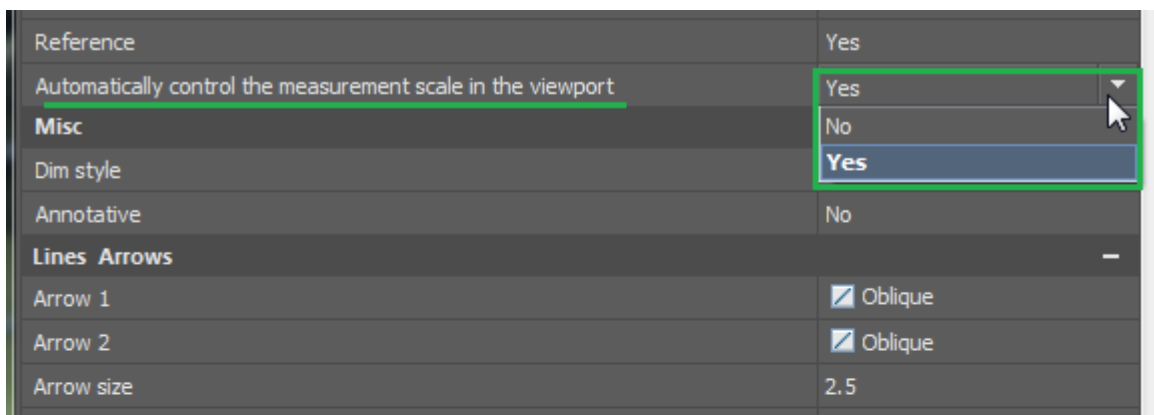 Reference Yes
Automatically control the measurement scale in the viewport Yes
Misc No
Dim style Yes
Annotative No
Lines Arrows
Arrow 1 Oblique
Arrow 2 Oblique
Arrow size 2.5